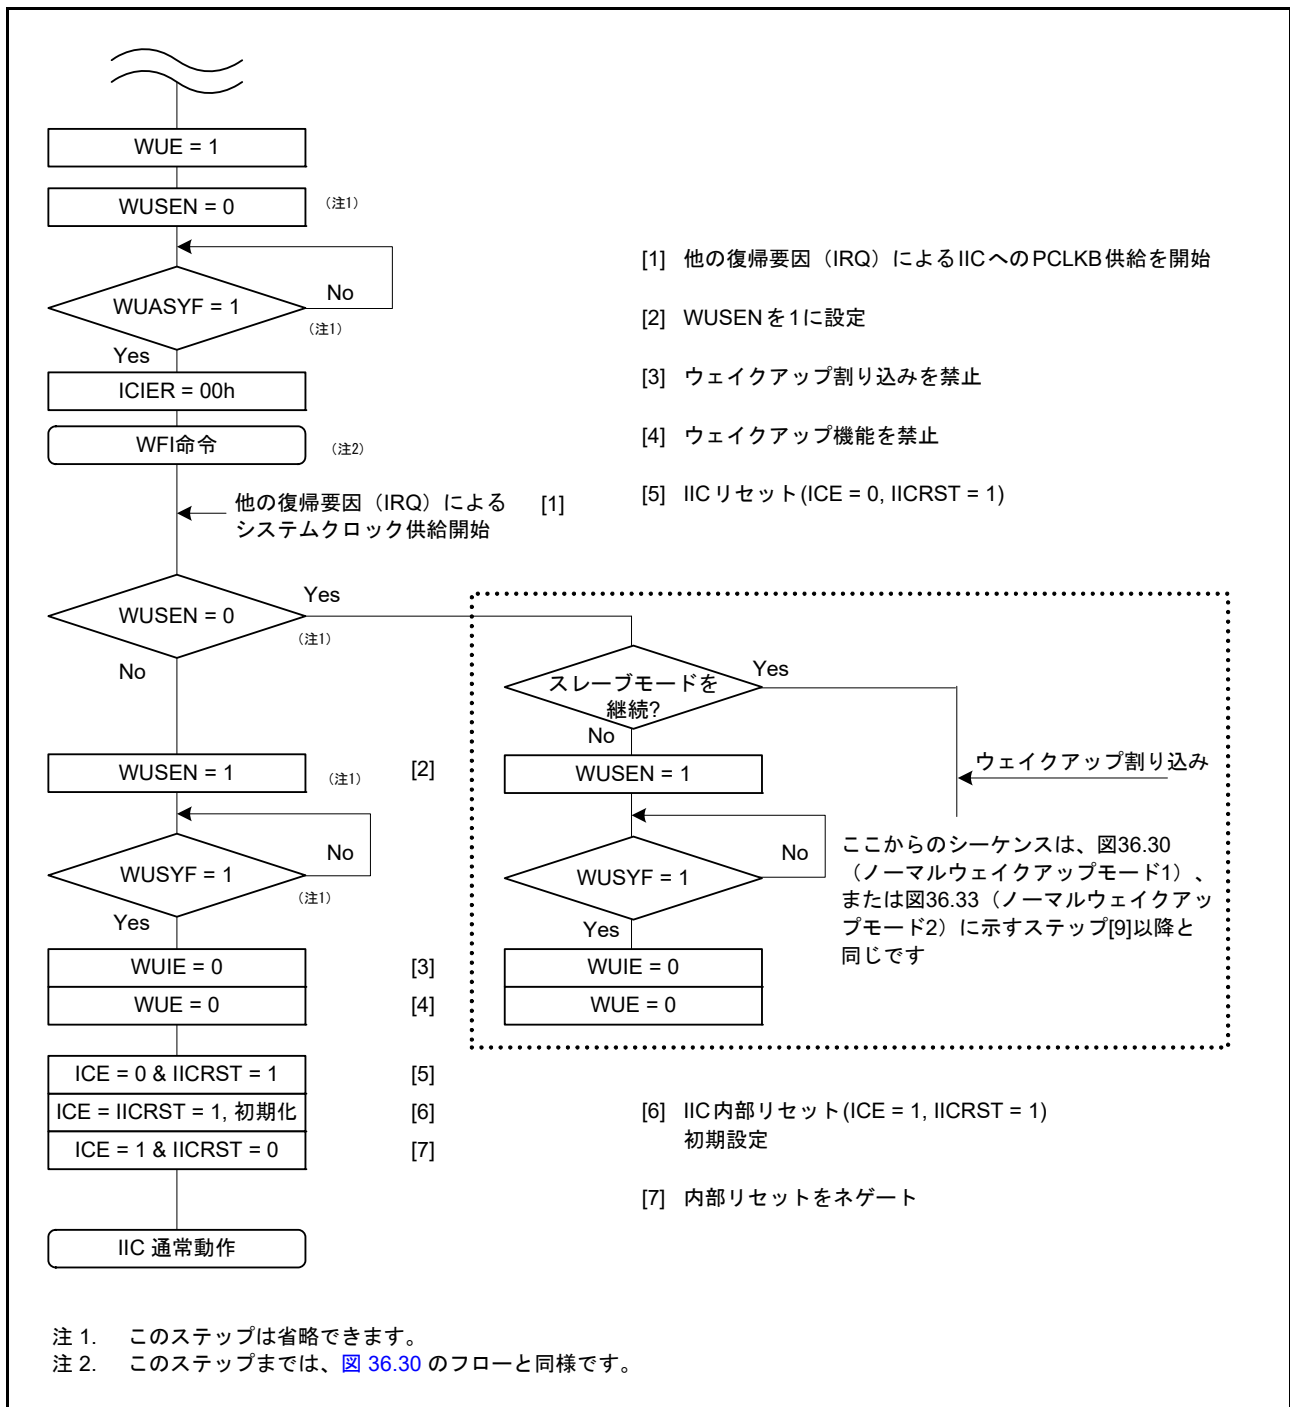 WUE = 1
WUSEN = 0
(注1)
WUASYF = 1
No
(注1)
Yes
ICIER = 00h
WFI命令
(注2)
他の復帰要因（IRQ）による
システムクロック供給開始
[1]
[1] 他の復帰要因（IRQ）によるIICへのPCLKB供給を開始
[2] WUSENを1に設定
[3] ウェイクアップ割り込みを禁止
[4] ウェイクアップ機能を禁止
[5] IICリセット(ICE = 0, IICRST = 1)
WUSEN = 0
Yes
(注1)
No
WUSEN = 1
(注1)
[2]
WUSYF = 1
No
(注1)
Yes
WUIE = 0
[3]
WUE = 0
[4]
スレーブモードを
継続?
Yes
No
WUSEN = 1
WUSYF = 1
No
Yes
WUIE = 0
WUE = 0
ウェイクアップ割り込み
ここからのシーケンスは、図36.30
（ノーマルウェイクアップモード1）、
または図36.33（ノーマルウェイクアッ
プモード2）に示すステップ[9]以降と
同じです
ICE = 0 & IICRST = 1
[5]
ICE = IICRST = 1, 初期化
[6]
ICE = 1 & IICRST = 0
[7]
[6] IIC内部リセット(ICE = 1, IICRST = 1)
初期設定
[7] 内部リセットをネゲート
IIC 通常動作
注 1. このステップは省略できます。
注 2. このステップまでは、図 36.30 のフローと同様です。